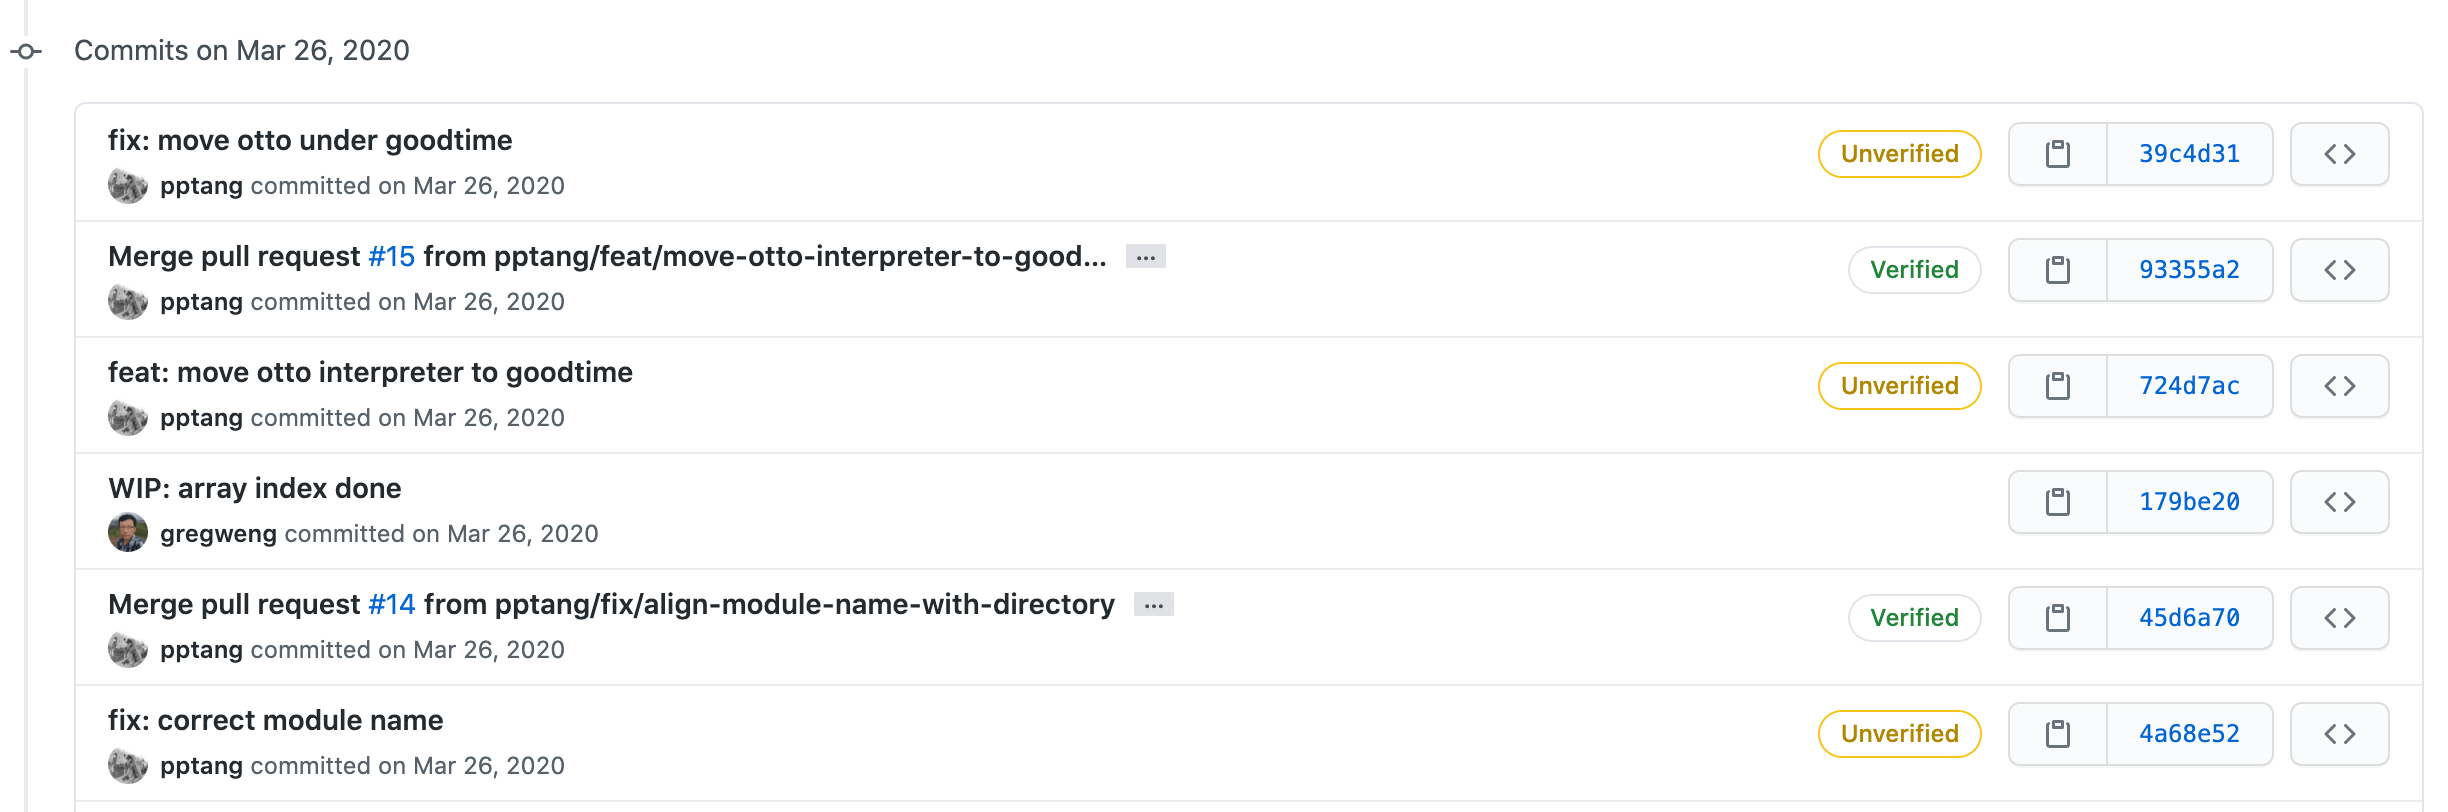 Commits on Mar 26, 2020
fix: move otto under goodtime
pptang committed on Mar 26, 2020
Unverified
39c4d31
Merge pull request #15 from pptang/feat/move-otto-interpreter-to-good... ...
pptang committed on Mar 26, 2020
Verified
93355a2
feat: move otto interpreter to goodtime
pptang committed on Mar 26, 2020
Unverified
724d7ac
WIP: array index done
gregweng committed on Mar 26, 2020
179be20
Merge pull request #14 from pptang/fix/align-module-name-with-directory ...
pptang committed on Mar 26, 2020
Verified
45d6a70
fix: correct module name
pptang committed on Mar 26, 2020
Unverified
4a68e52